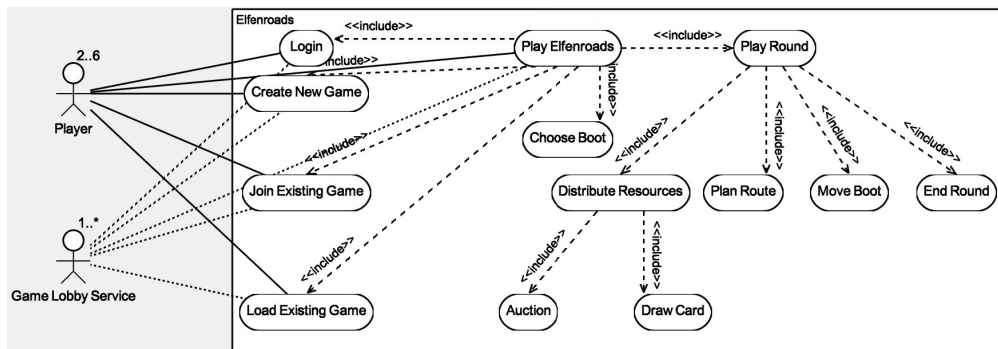 Elfenroads
2..6
Login
<<include>>
Play Elfenroads
<<include>>
Play Round
<<include>>
Create New Game
Player
<<include>>
Choose Boot
<<include>>
<<include>>
<<include>>
<<include>>
<<include>>
Join Existing Game
Distribute Resources
Plan Route
Move Boot
End Round
1..*
<<include>>
<<include>>
<<include>>
Game Lobby Service
Load Existing Game
Auction
Draw Card